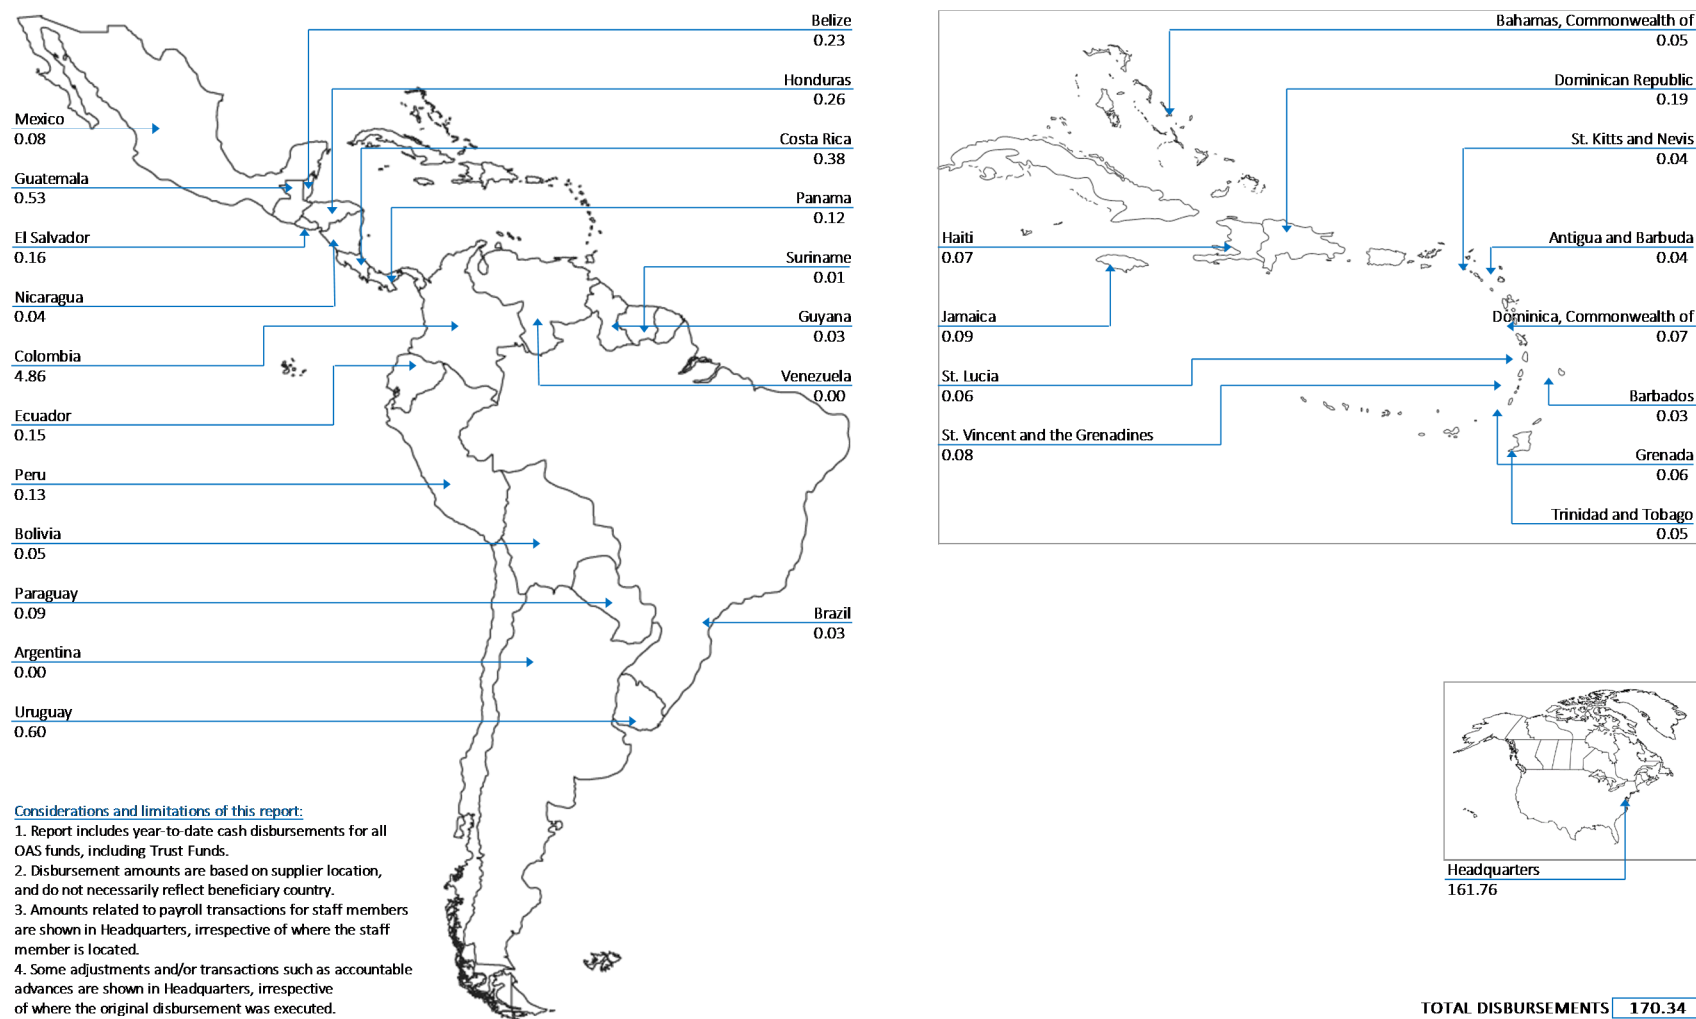 Mexico
0.08
Guatemala
0.53
El Salvador
0.16
Nicaragua
0.04
Colombia
4.86
Ecuador
0.15
Peru
0.13
Bolivia
0.05
Paraguay
0.09
Argentina
0.00
Uruguay
0.60
Belize
0.23
Honduras
0.26
Costa Rica
0.38
Panama
0.12
Suriname
0.01
Guyana
0.03
Venezuela
0.00
Brazil
0.03
Considerations and limitations of this report:
1. Report includes year-to-date cash disbursements for all
OAS funds, including Trust Funds.
2. Disbursement amounts are based on supplier location,
and do not necessarily reflect beneficiary country.
3. Amounts related to payroll transactions for staff members
are shown in Headquarters, irrespective of where the staff
member is located.
4. Some adjustments and/or transactions such as accountable
advances are shown in Headquarters, irrespective
of where the original disbursement was executed.
Haiti
0.07
Jamaica
0.09
St. Lucia
0.06
St. Vincent and the Grenadines
0.08
Bahamas, Commonwealth of
0.05
Dominican Republic
0.19
St. Kitts and Nevis
0.04
Antigua and Barbuda
0.04
Dominica, Commonwealth of
0.07
Barbados
0.03
Grenada
0.06
Trinidad and Tobago
0.05
Headquarters
161.76
TOTAL DISBURSEMENTS 170.34